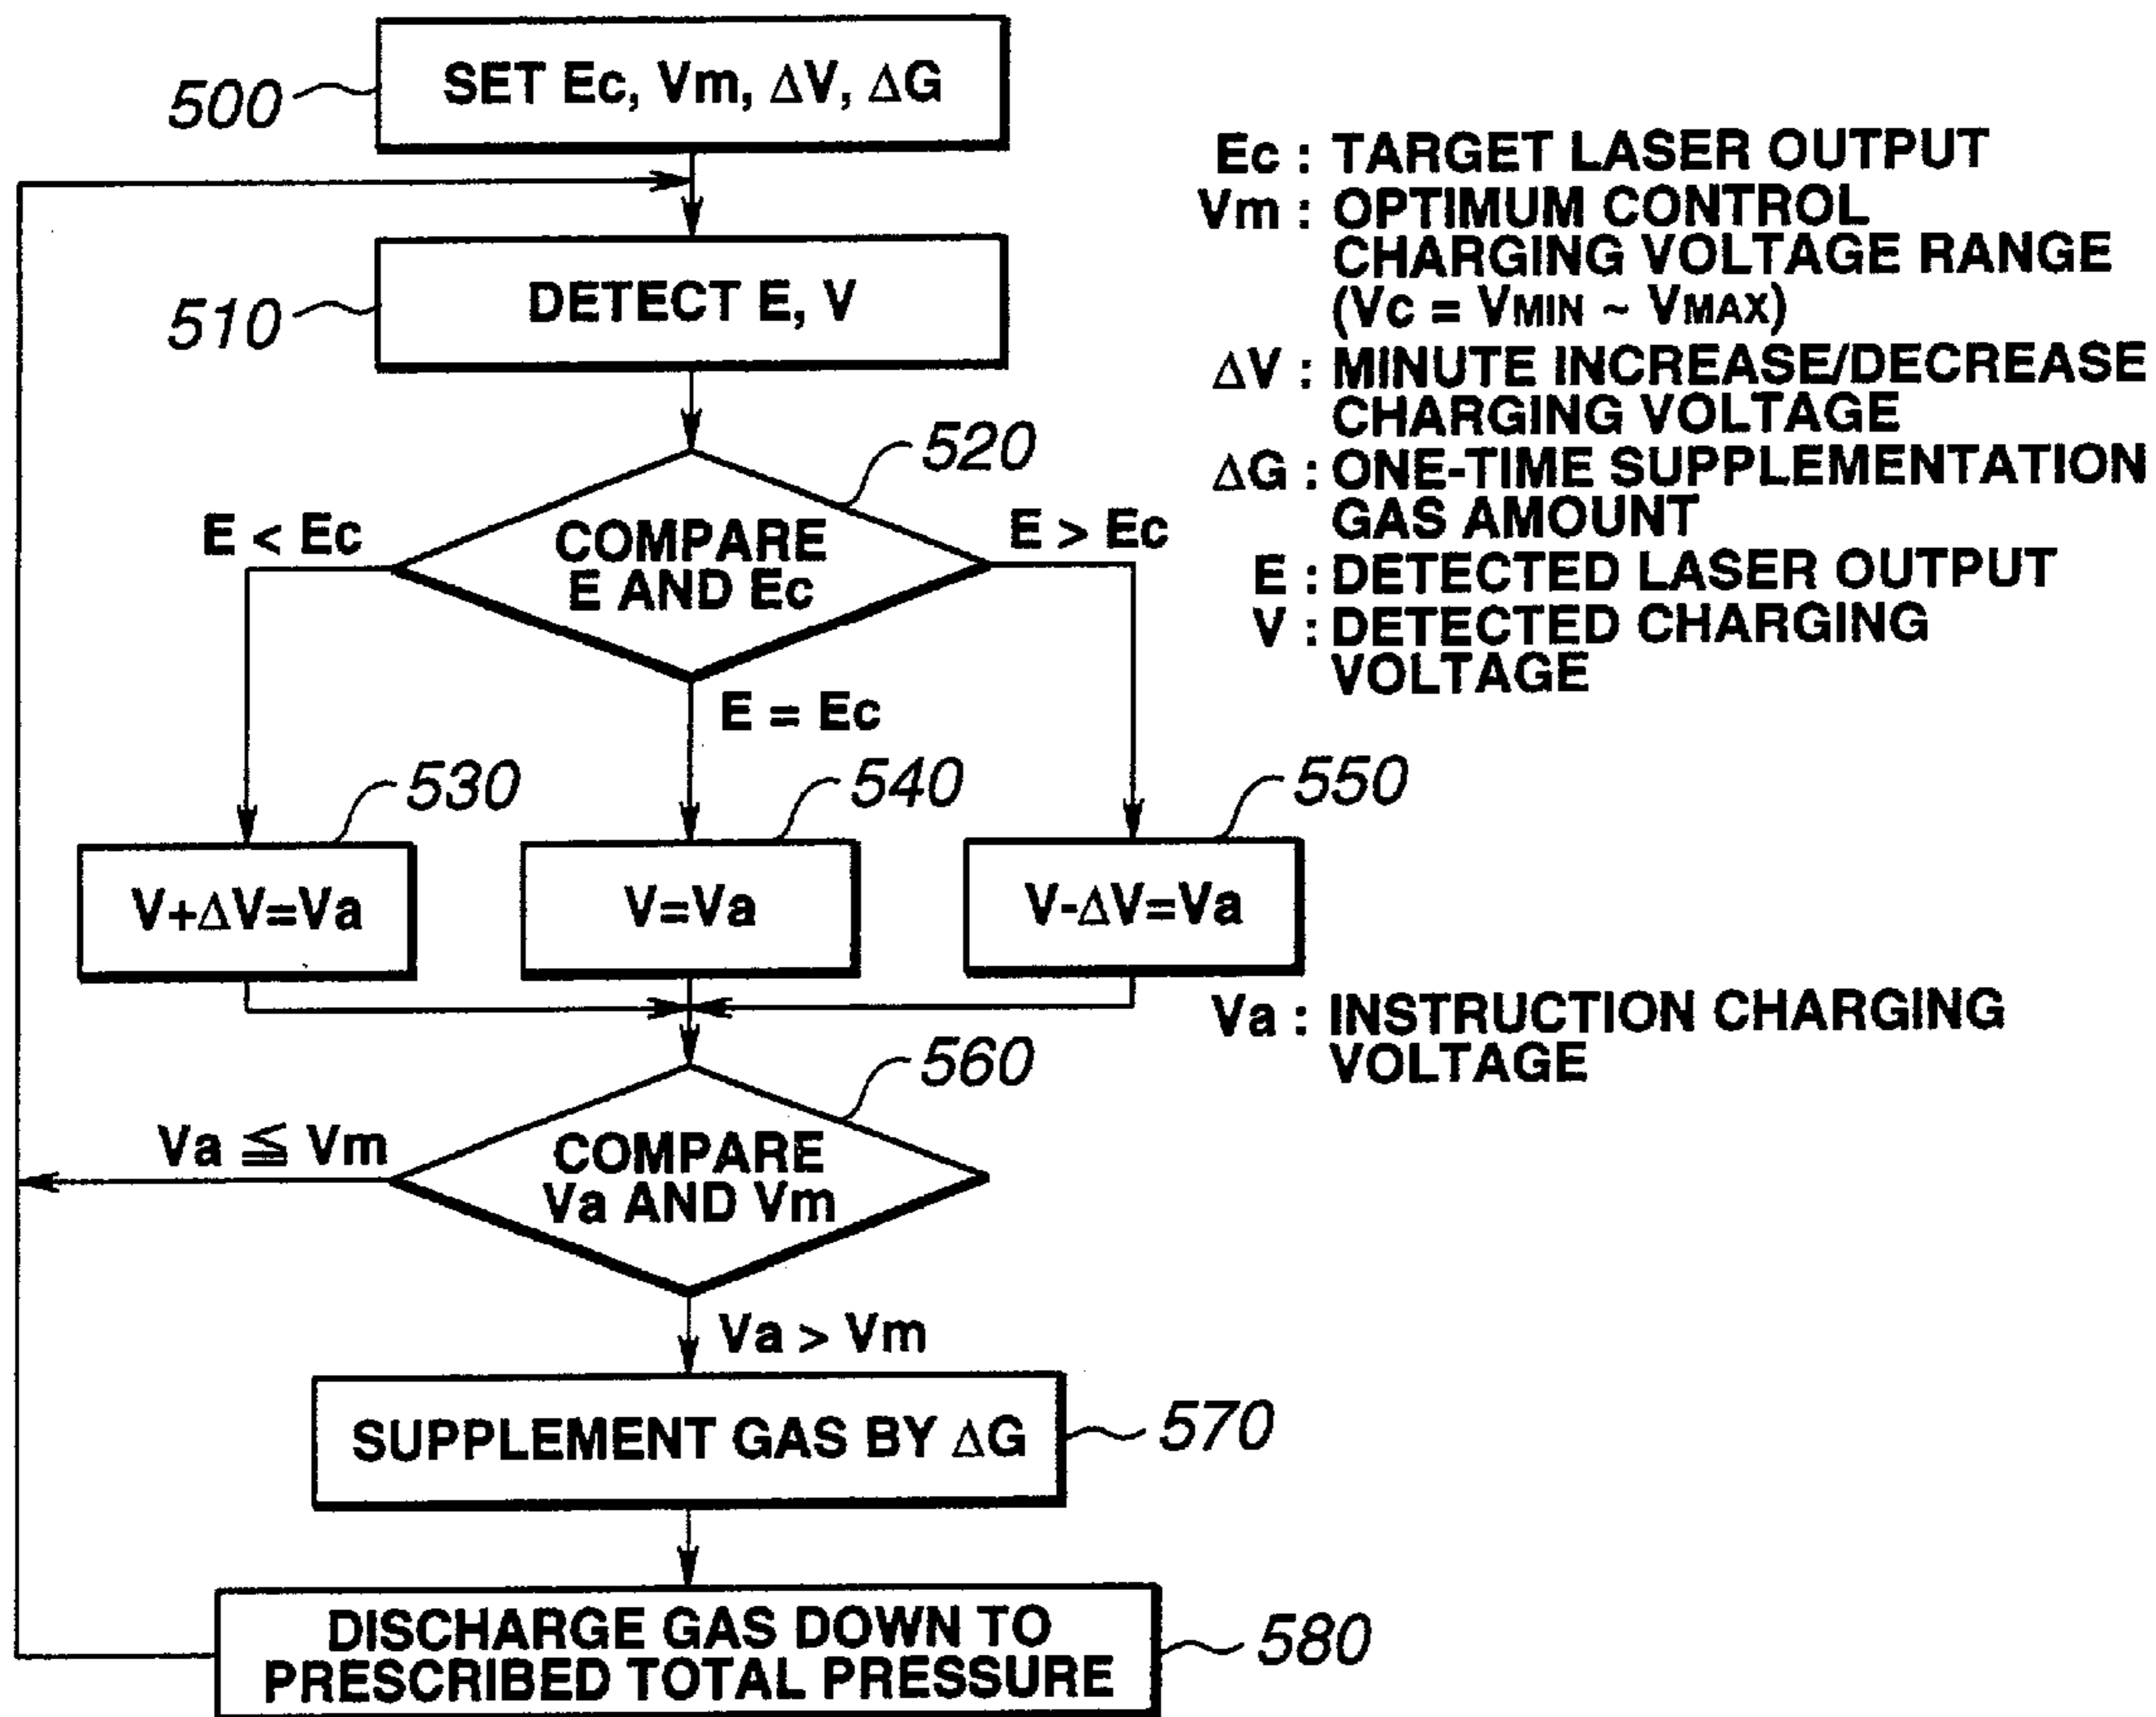 500
SET Ec, Vm, ΔV, ΔG
510
DETECT E, V
520
COMPARE
E AND Ec
E < Ec
E = Ec
E > Ec
530
V+ΔV=Va
540
V=Va
550
V-ΔV=Va
560
COMPARE
Va AND Vm
Va ≦ Vm
Va > Vm
SUPPLEMENT GAS BY ΔG
570
DISCHARGE GAS DOWN TO
PRESCRIBED TOTAL PRESSURE
580
Ec : TARGET LASER OUTPUT
Vm : OPTIMUM CONTROL
CHARGING VOLTAGE RANGE
(Vc = VMIN ~ VMAX)
ΔV : MINUTE INCREASE/DECREASE
CHARGING VOLTAGE
ΔG : ONE-TIME SUPPLEMENTATION
GAS AMOUNT
E : DETECTED LASER OUTPUT
V : DETECTED CHARGING
VOLTAGE
Va : INSTRUCTION CHARGING
VOLTAGE